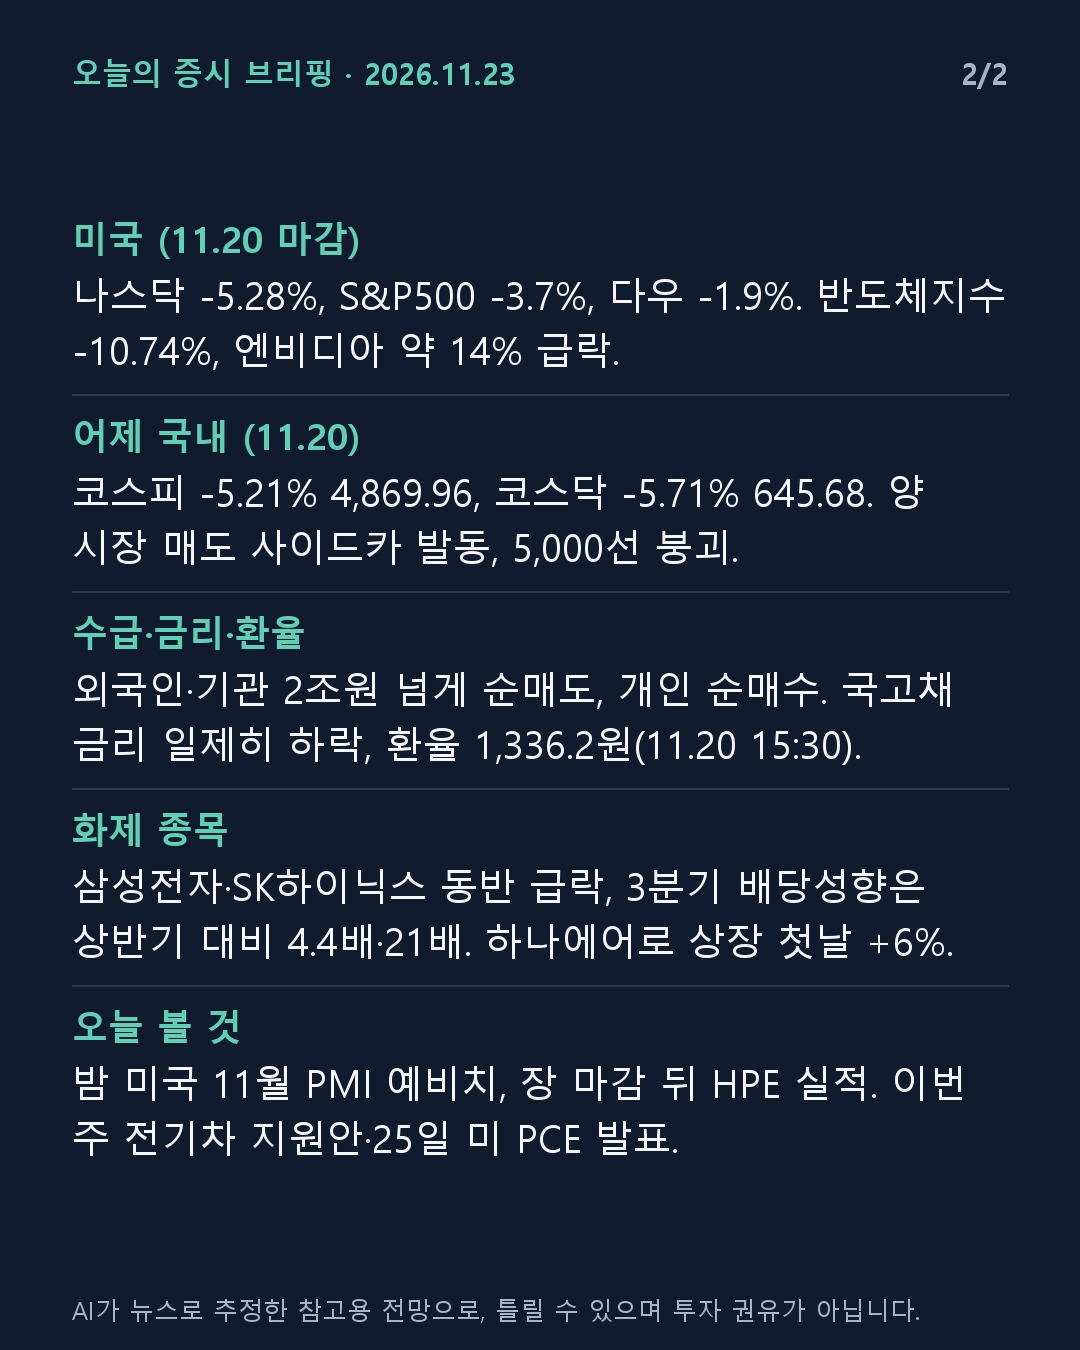 오늘의 증시 브리핑 · 2026.11.23
2/2
미국 (11.20 마감)
나스닥 -5.28%, S&P500 -3.7%, 다우 -1.9%. 반도체지수
-10.74%, 엔비디아 약 14% 급락.
어제 국내 (11.20)
코스피 -5.21% 4,869.96, 코스닥 -5.71% 645.68. 양
시장 매도 사이드카 발동, 5,000선 붕괴.
수급·금리·환율
외국인·기관 2조원 넘게 순매도, 개인 순매수. 국고채
금리 일제히 하락, 환율 1,336.2원(11.20 15:30).
화제 종목
삼성전자·SK하이닉스 동반 급락, 3분기 배당성향은
상반기 대비 4.4배·21배. 하나에어로 상장 첫날 +6%.
오늘 볼 것
밤 미국 11월 PMI 예비치, 장 마감 뒤 HPE 실적. 이번
주 전기차 지원안·25일 미 PCE 발표.
AI가 뉴스로 추정한 참고용 전망으로, 틀릴 수 있으며 투자 권유가 아닙니다.